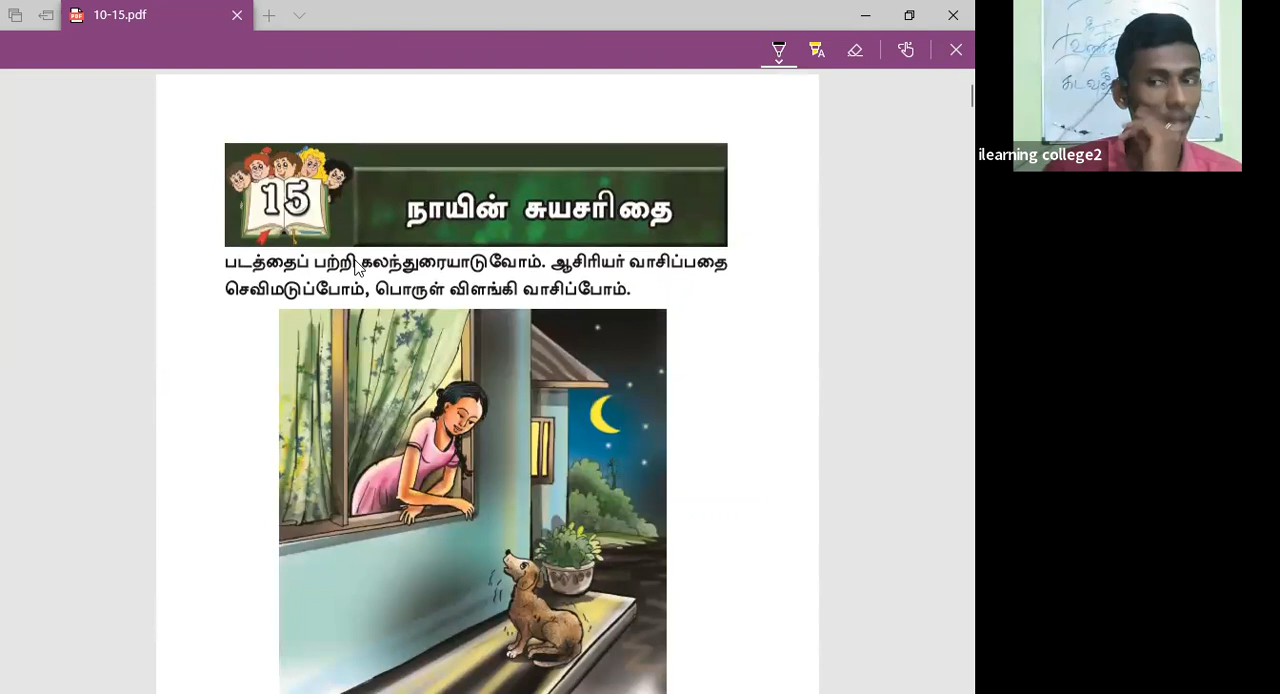 10-15.pdf
15
நாயின் சுயசரிதை
படத்தைப் பற்றி கலந்துரையாடுவோம். ஆசிரியர் வாசிப்பதை
செவிமடுப்போம், பொருள் விளங்கி வாசிப்போம்.
ilearning college2